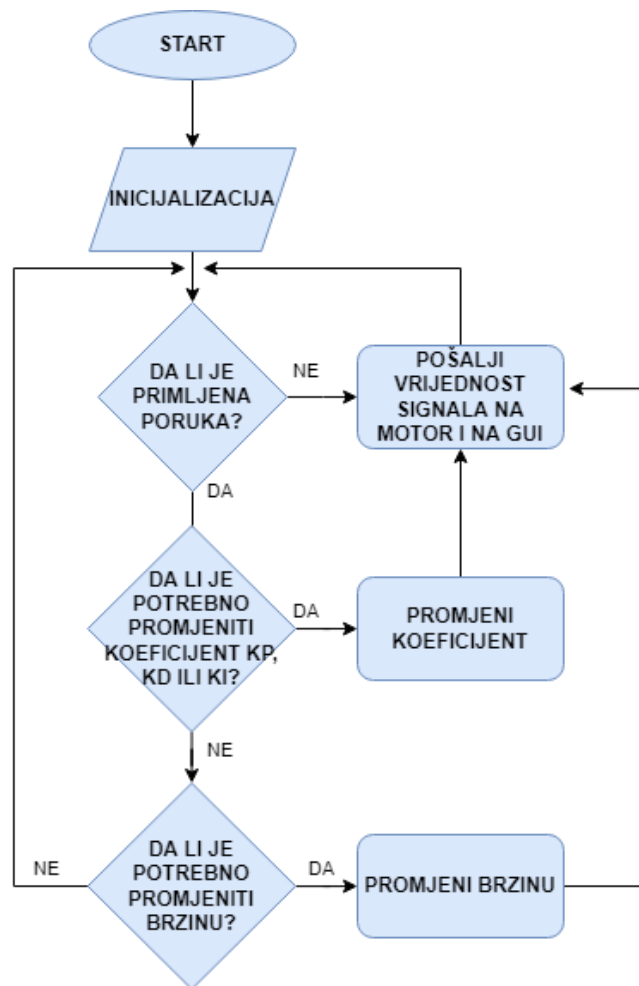 START
INICIJALIZACIJA
DA LI JE
PRIMLJENA
PORUKA?
NE
POŠALJI
VRIJEDNOST
SIGNALA NA
MOTOR I NA GUI
DA
DA LI JE
POTREBNO
PROMJENITI
KOEFICIJENT KP,
KD ILI KI?
DA
PROMJENI
KOEFICIJENT
NE
DA LI JE
POTREBNO
PROMJENITI
BRZINU?
NE
DA
PROMJENI BRZINU